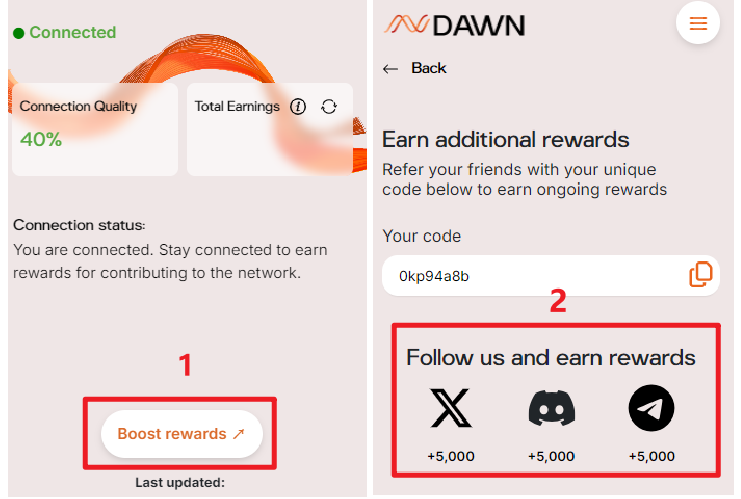 Connected
Connection Quality
Total Earnings
40%
Connection status:
You are connected. Stay connected to earn
rewards for contributing to the network.
1
Boost rewards
Last updated:
DAWN
Back
Earn additional rewards
Refer your friends with your unique
code below to earn ongoing rewards
Your code
0kp94a8b
2
Follow us and earn rewards
+5,000
+5,000
+5,000